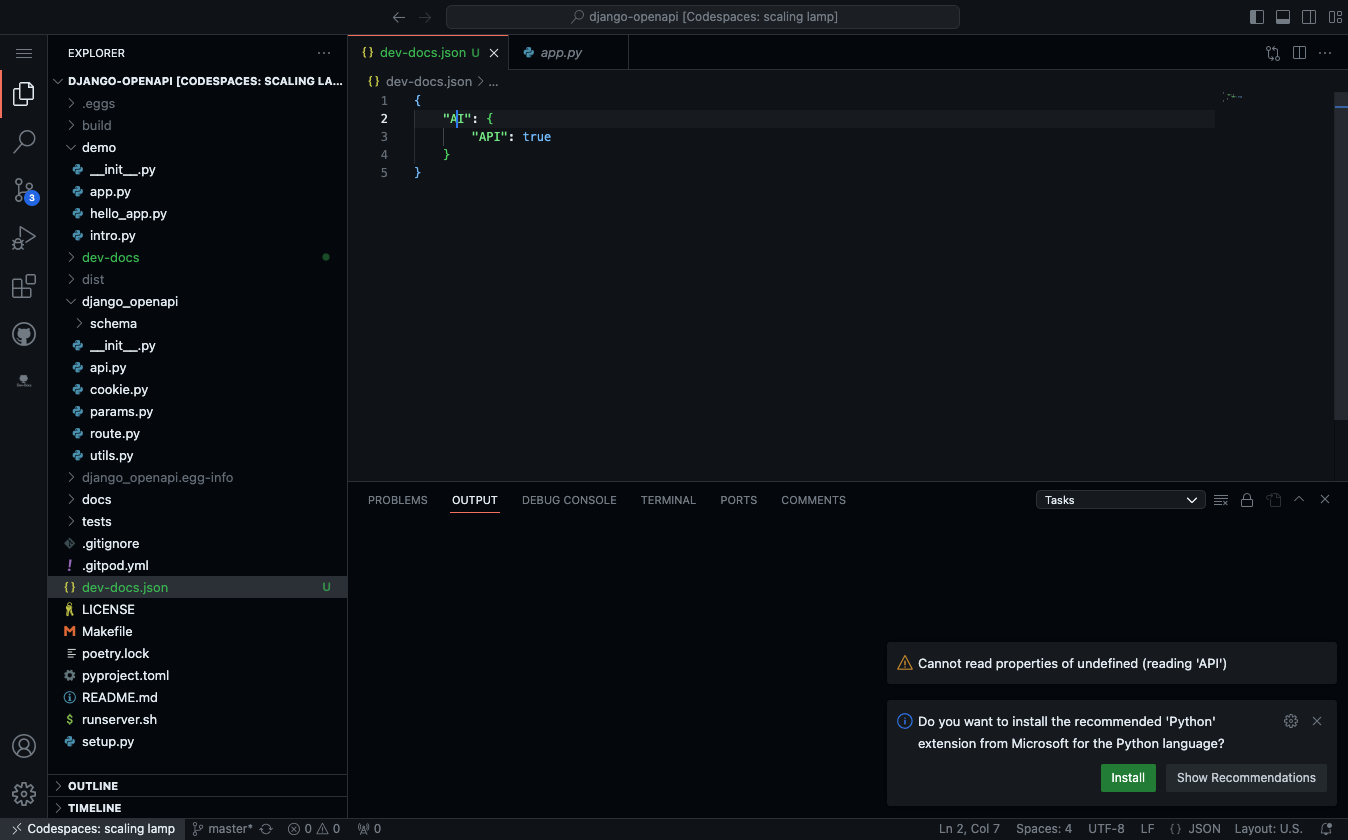 django-openapi [Codespaces: scaling lamp]
EXPLORER
DJANGO-OPENAPI [CODESPACES: SCALING LA...
.eggs
build
demo
__init__.py
app.py
hello_app.py
intro.py
dev-docs
dist
django_openapi
schema
__init__.py
api.py
cookie.py
params.py
route.py
utils.py
django_openapi.egg-info
docs
tests
.gitignore
.gitpod.yml
dev-docs.json U
LICENSE
Makefile
poetry.lock
pyproject.toml
README.md
runserver.sh
setup.py
OUTLINE
TIMELINE
3
{} dev-docs.json U
app.py
{} dev-docs.json > ...
1 {
2 "AI": {
3 "API": true
4 }
5 }
PROBLEMS OUTPUT DEBUG CONSOLE TERMINAL PORTS COMMENTS
Tasks
Cannot read properties of undefined (reading 'API')
Do you want to install the recommended 'Python'
extension from Microsoft for the Python language?
Install Show Recommendations
Codespaces: scaling lamp master* 0 0 0 Ln 2, Col 7 Spaces: 4 UTF-8 LF {} JSON Layout: U.S.